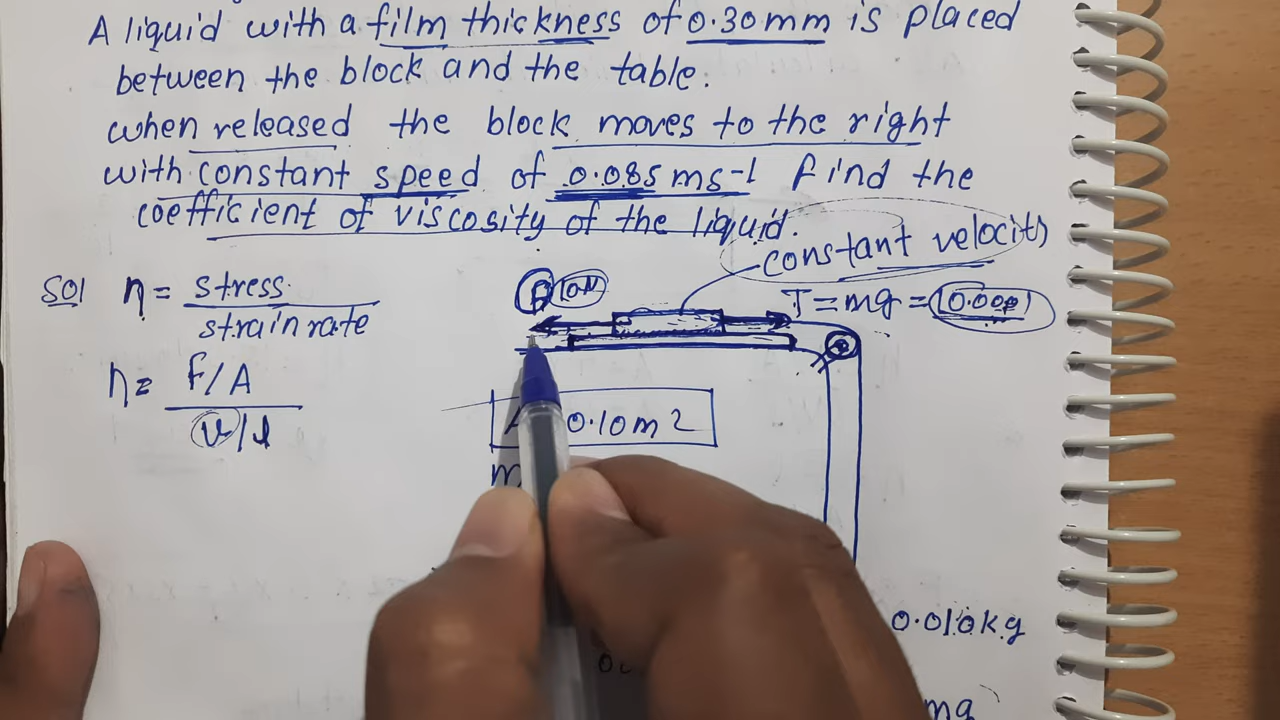 A liquid with a film thickness of 0.30mm is placed
between the block and the table.
when released the block moves to the right
with constant speed of 0.085 ms-1 find the
coefficient of viscosity of the liquid.
constant velocity
Sol η = stress
strain rate
10N
T = mg =
η = F/A
v/l
0.10m2
m
0.010kg
mg